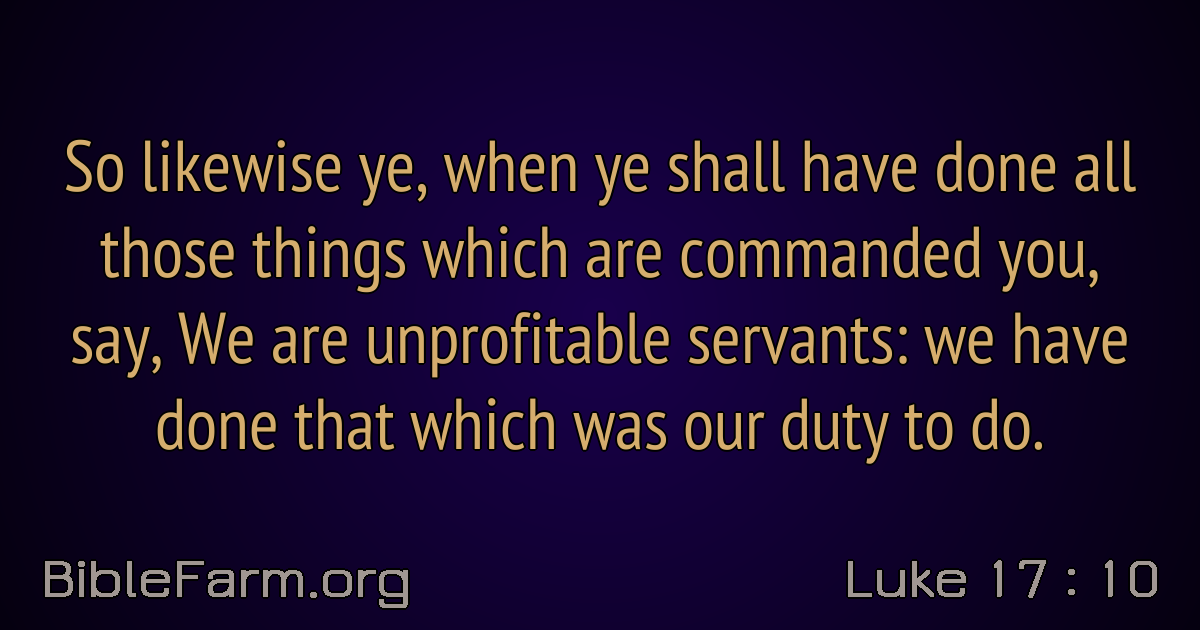 So likewise ye, when ye shall have done all
those things which are commanded you,
say, We are unprofitable servants: we have
done that which was our duty to do.
BibleFarm.org
Luke 17 : 10